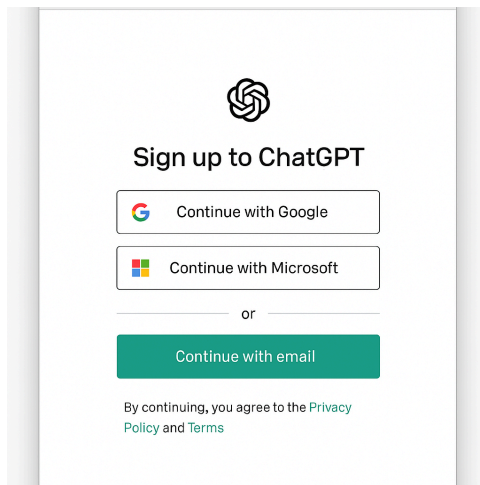 Sign up to ChatGPT
Continue with Google
Continue with Microsoft
or
Continue with email
By continuing, you agree to the Privacy
Policy and Terms